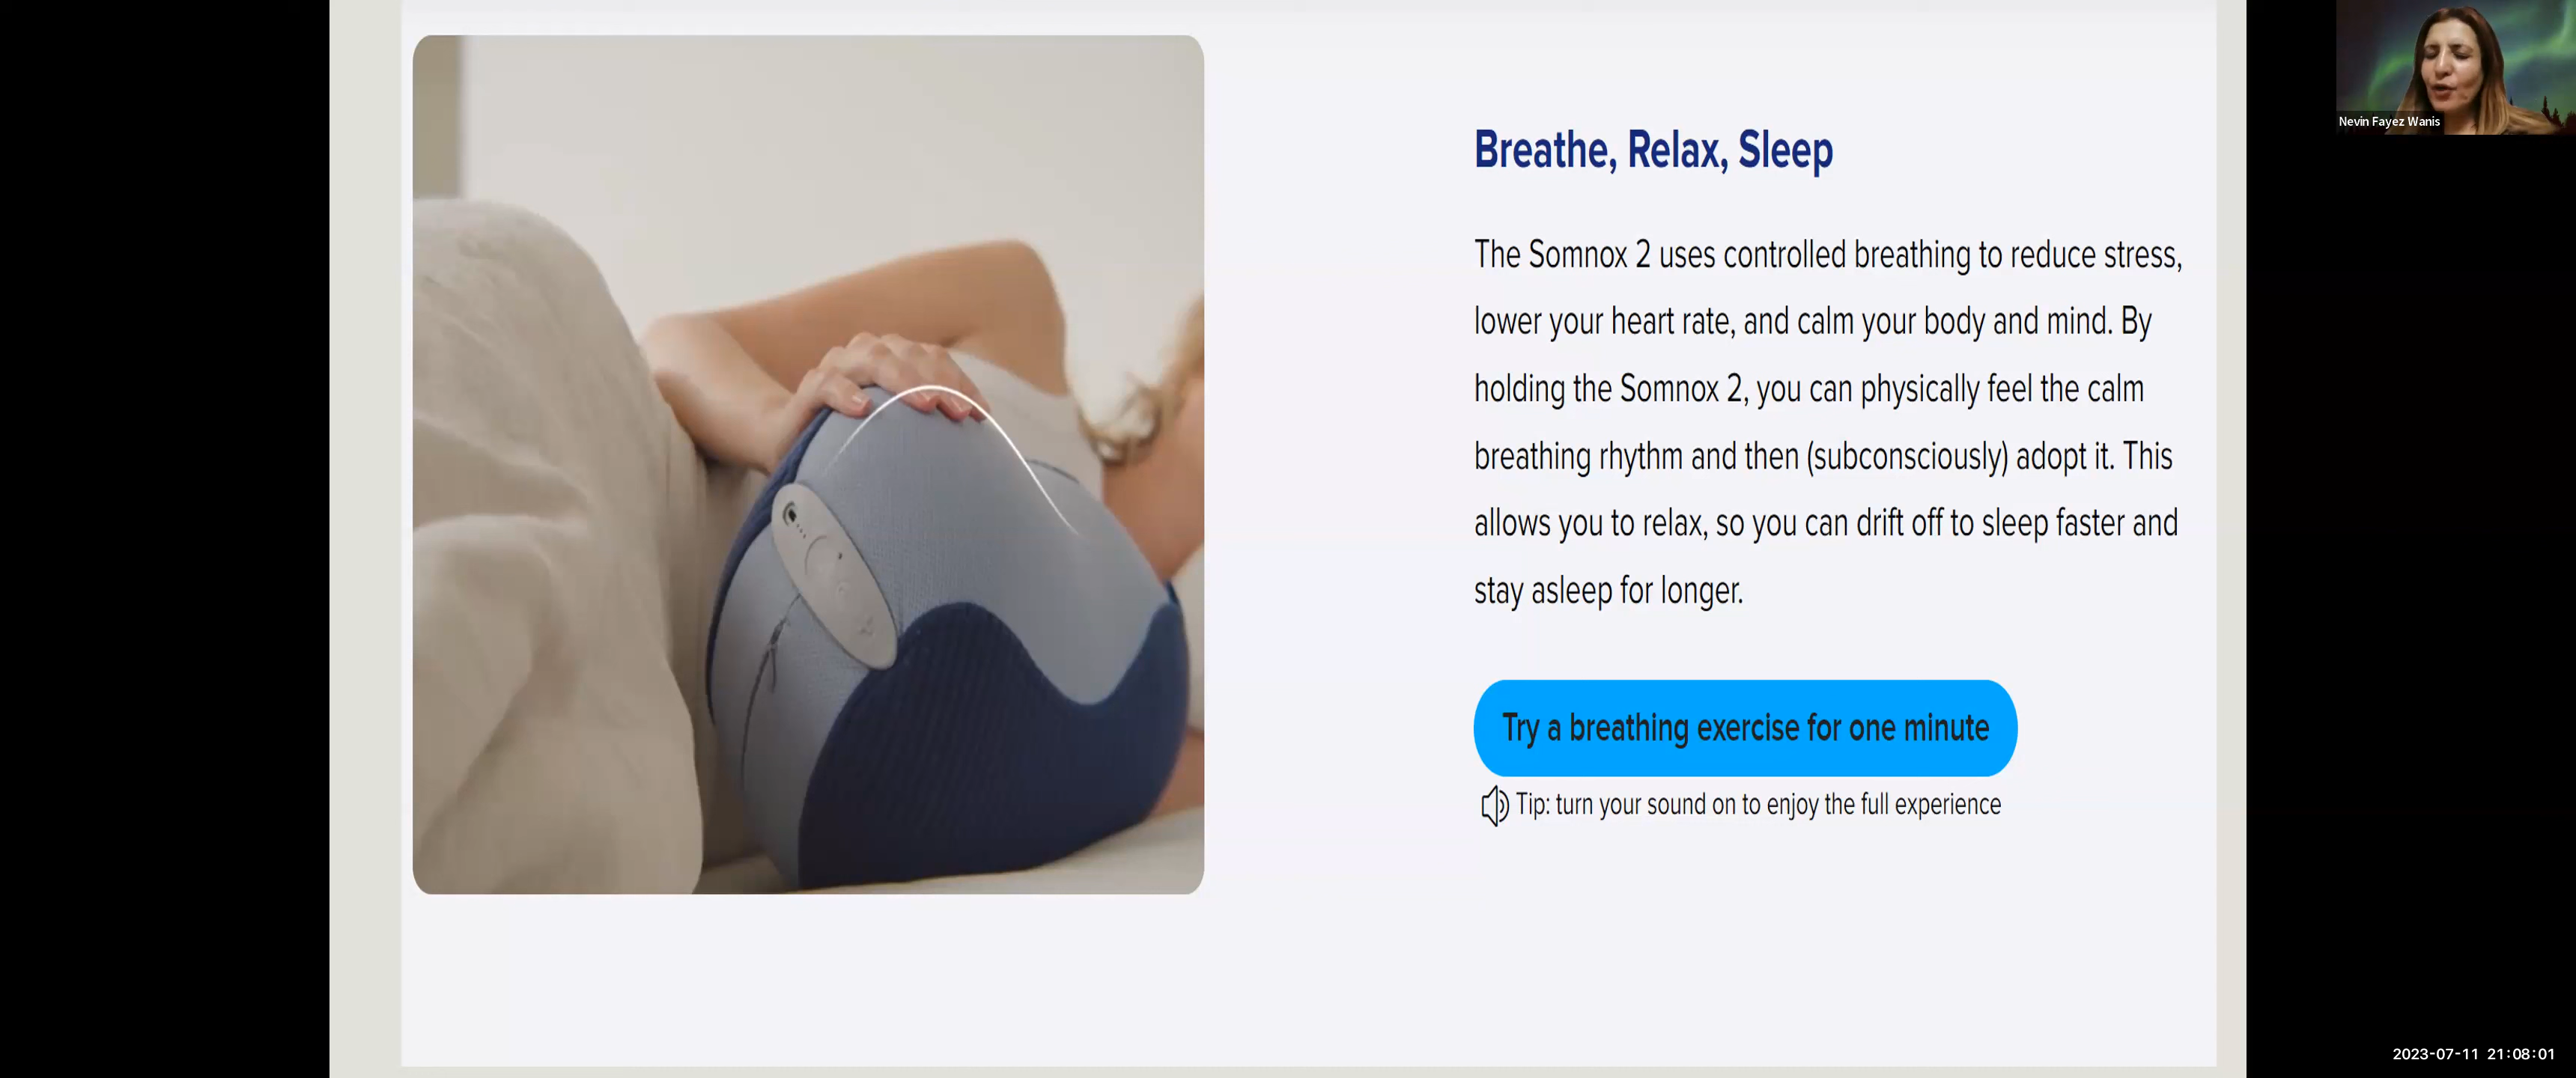 Breathe, Relax, Sleep
The Somnox 2 uses controlled breathing to reduce stress,
lower your heart rate, and calm your body and mind. By
holding the Somnox 2, you can physically feel the calm
breathing rhythm and then (subconsciously) adopt it. This
allows you to relax, so you can drift off to sleep faster and
stay asleep for longer.
Try a breathing exercise for one minute
Tip: turn your sound on to enjoy the full experience
Nevin Fayez Wanis
2023-07-11 21:08:01